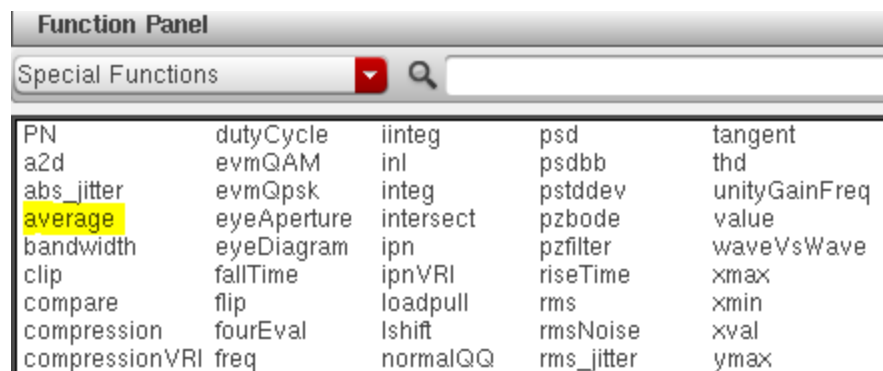 Function Panel
Special Functions
PN dutyCycle iinteg psd tangent
a2d evmQAM inl psdbb thd
abs_jitter evmQpsk integ pstddev unityGainFreq
average eyeAperture intersect pzbode value
bandwidth eyeDiagram ipn pzfilter waveVsWave
clip fallTime ipnVRI riseTime xmax
compare flip loadpull rms xmin
compression fourEval lshift rmsNoise xval
compressionVRI freq normalQQ rms_jitter ymax